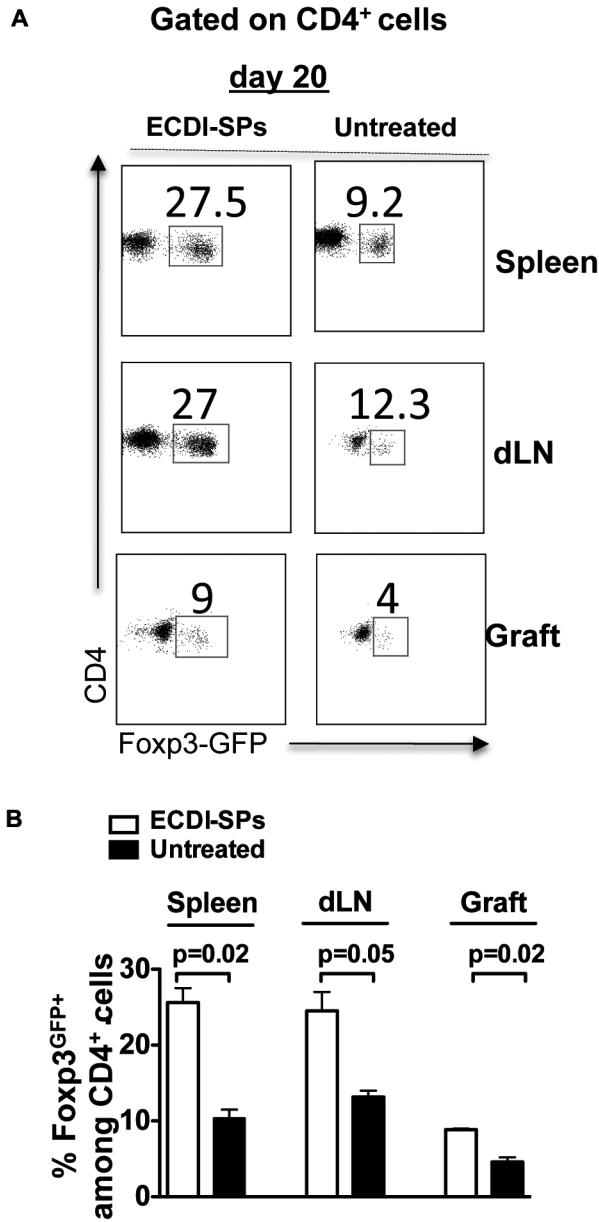 A
Gated on CD4+ cells
day 20
ECDI-SPs Untreated
27.5 9.2
Spleen
27 12.3
dLN
9 4
Graft
CD4
Foxp3-GFP
B
ECDI-SPs
Untreated
Spleen dLN Graft
p=0.02 p=0.05 p=0.02
% Foxp3GFP+
among CD4+ cells
30
20
10
0